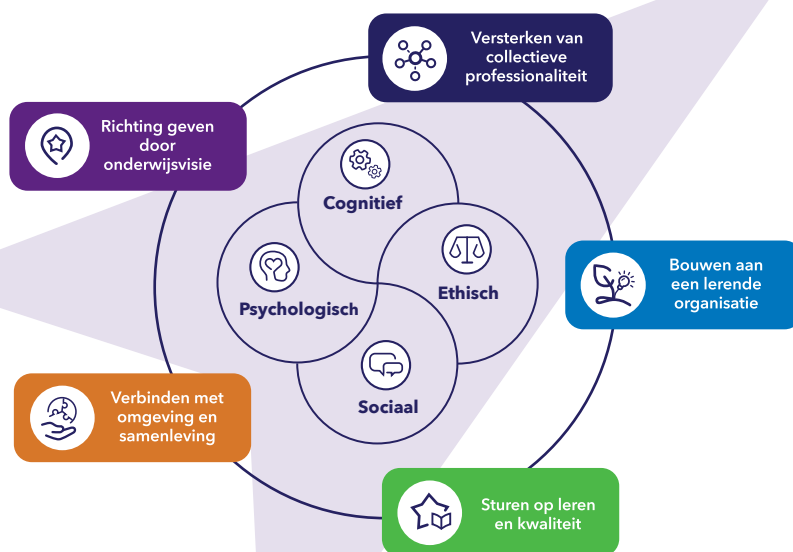 Versterken van
collectieve
professionaliteit
Richting geven
door
onderwijsvisie
Cognitief
Psychologisch
Ethisch
Sociaal
Bouwen aan
een lerende
organisatie
Verbinden met
omgeving en
samenleving
Sturen op leren
en kwaliteit